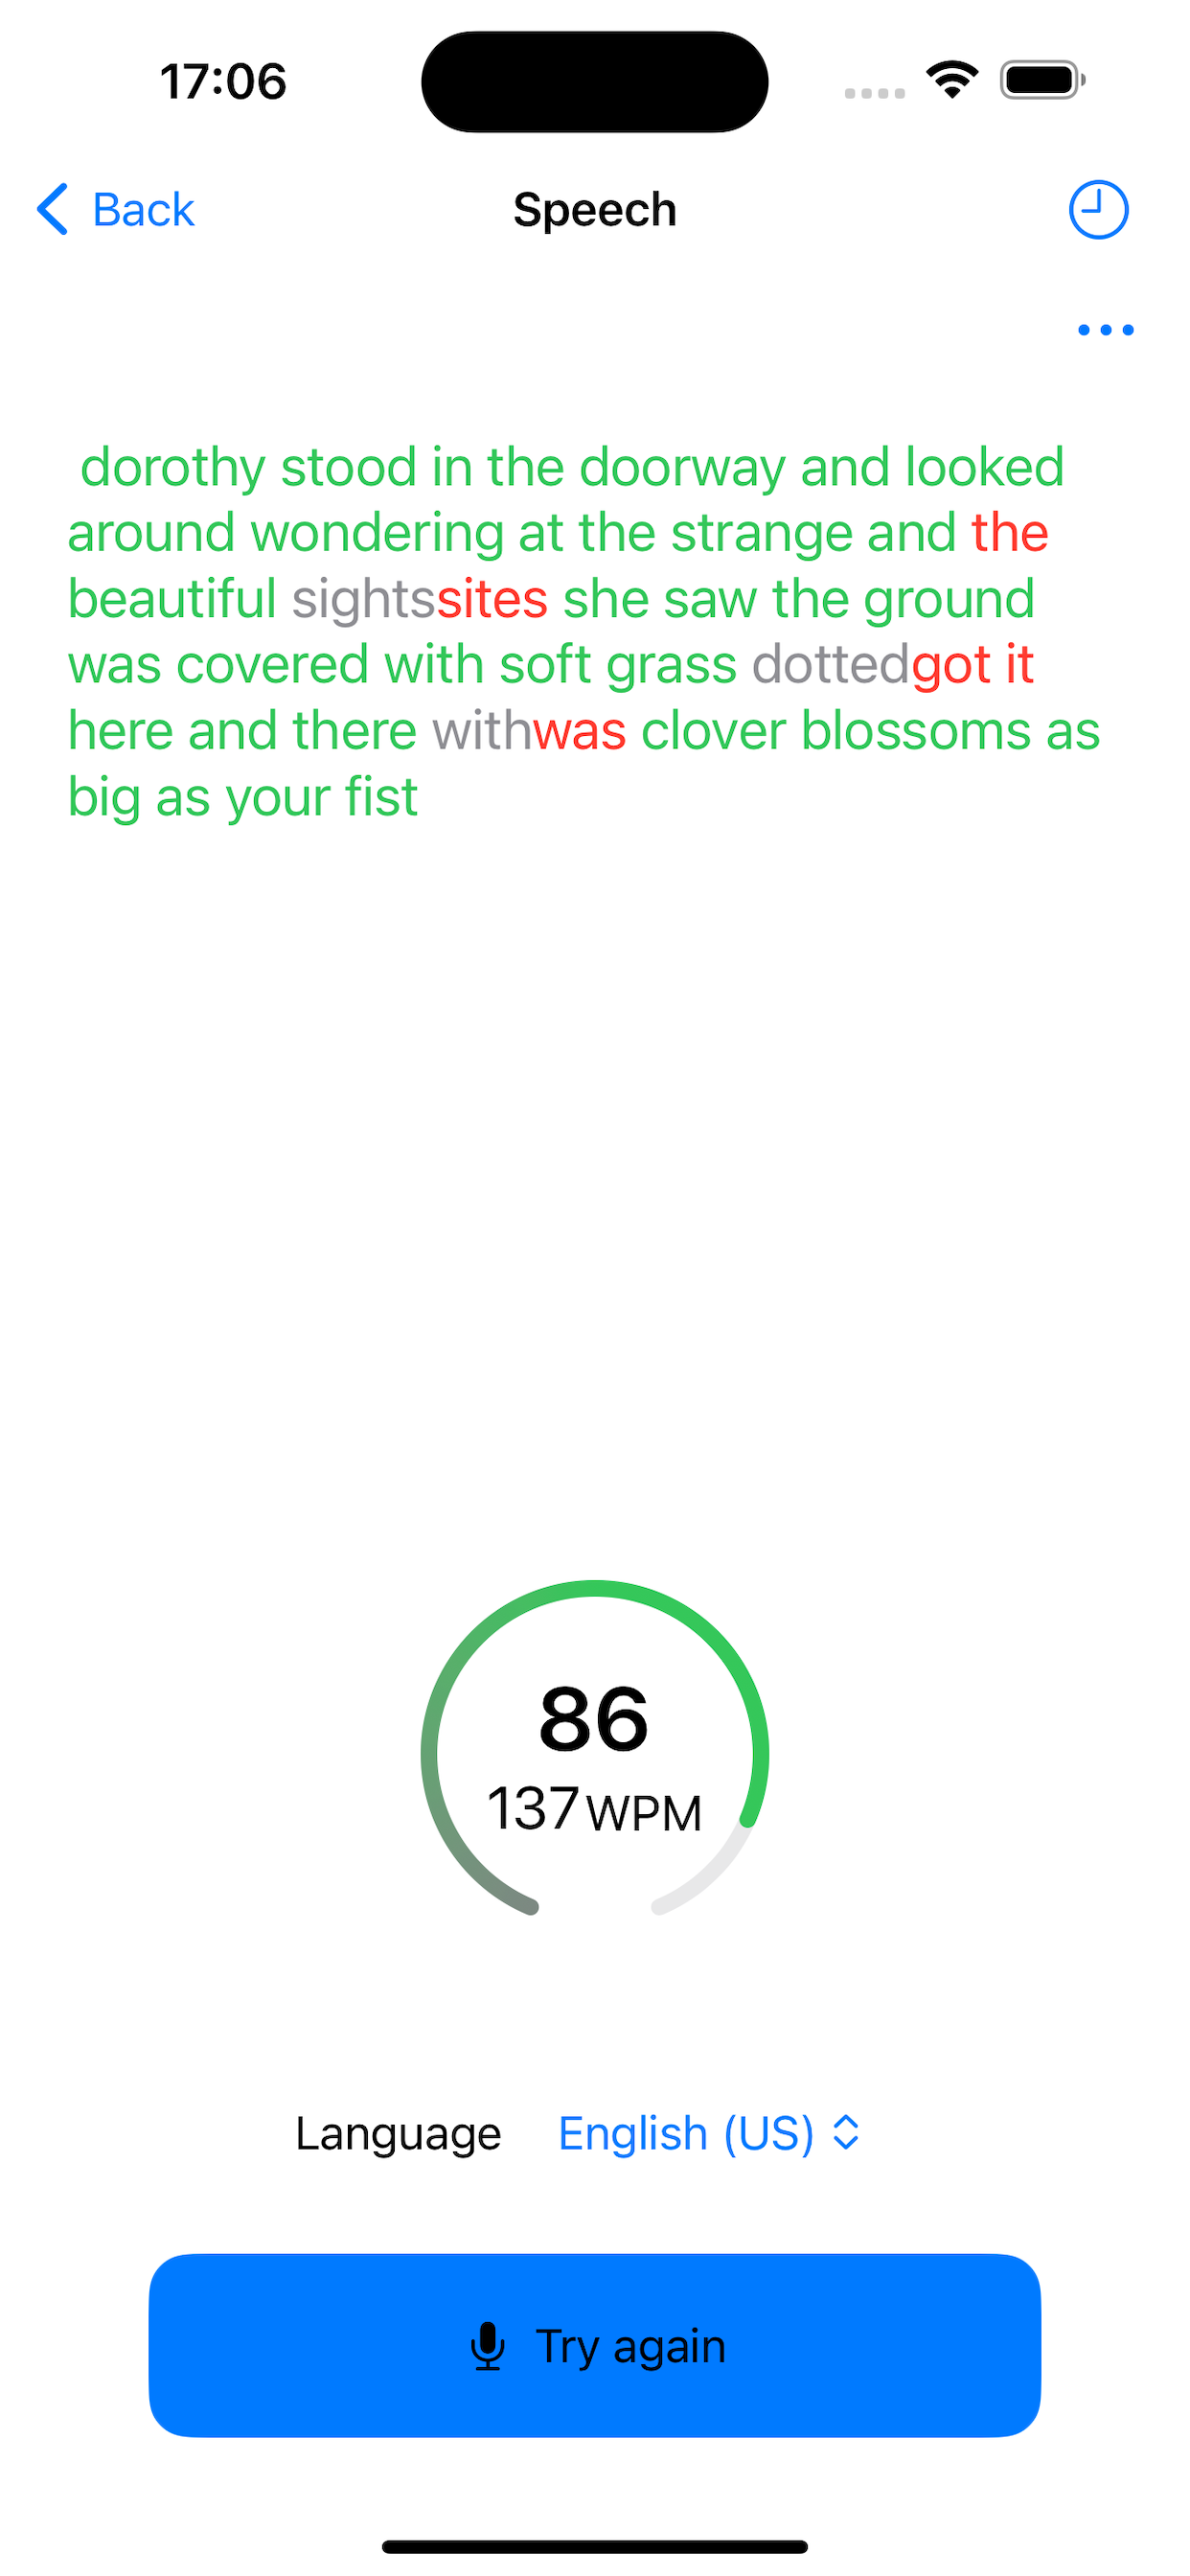 17:06
Back
Speech
dorothy stood in the doorway and looked
around wondering at the strange and the
beautiful sightssites she saw the ground
was covered with soft grass dottedgot it
here and there withwas clover blossoms as
big as your fist
86
137 WPM
Language English (US)
Try again